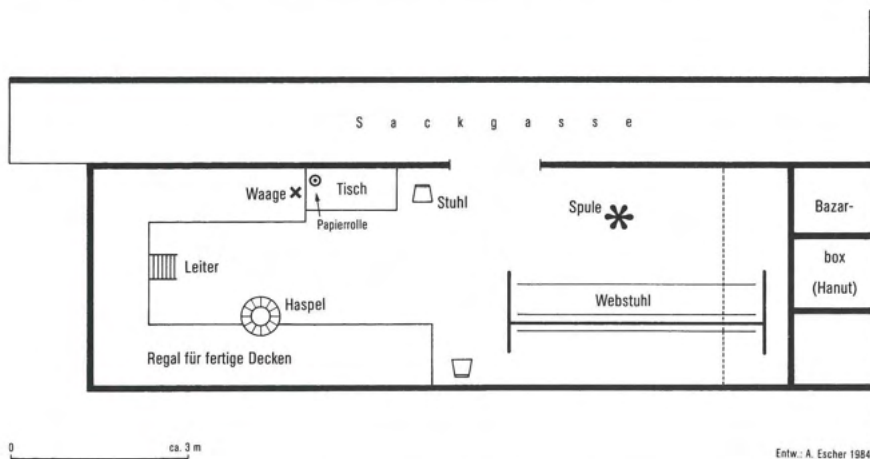 Sackgasse
Waage
Tisch
Papierrolle
Stuhl
Spule
Bazar-
box
(Hanut)
Leiter
Haspel
Webstuhl
Regal für fertige Decken
0 ca. 3 m
Entw.: A. Escher 1984